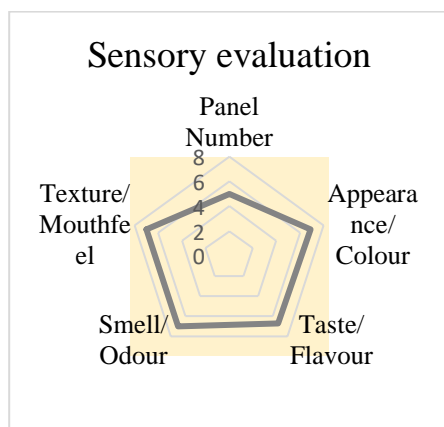 Sensory evaluation
Panel
Number
8
6
4
2
0
Appeara
nce/
Colour
Taste/
Flavour
Smell/
Odour
Texture/
Mouthfe
el